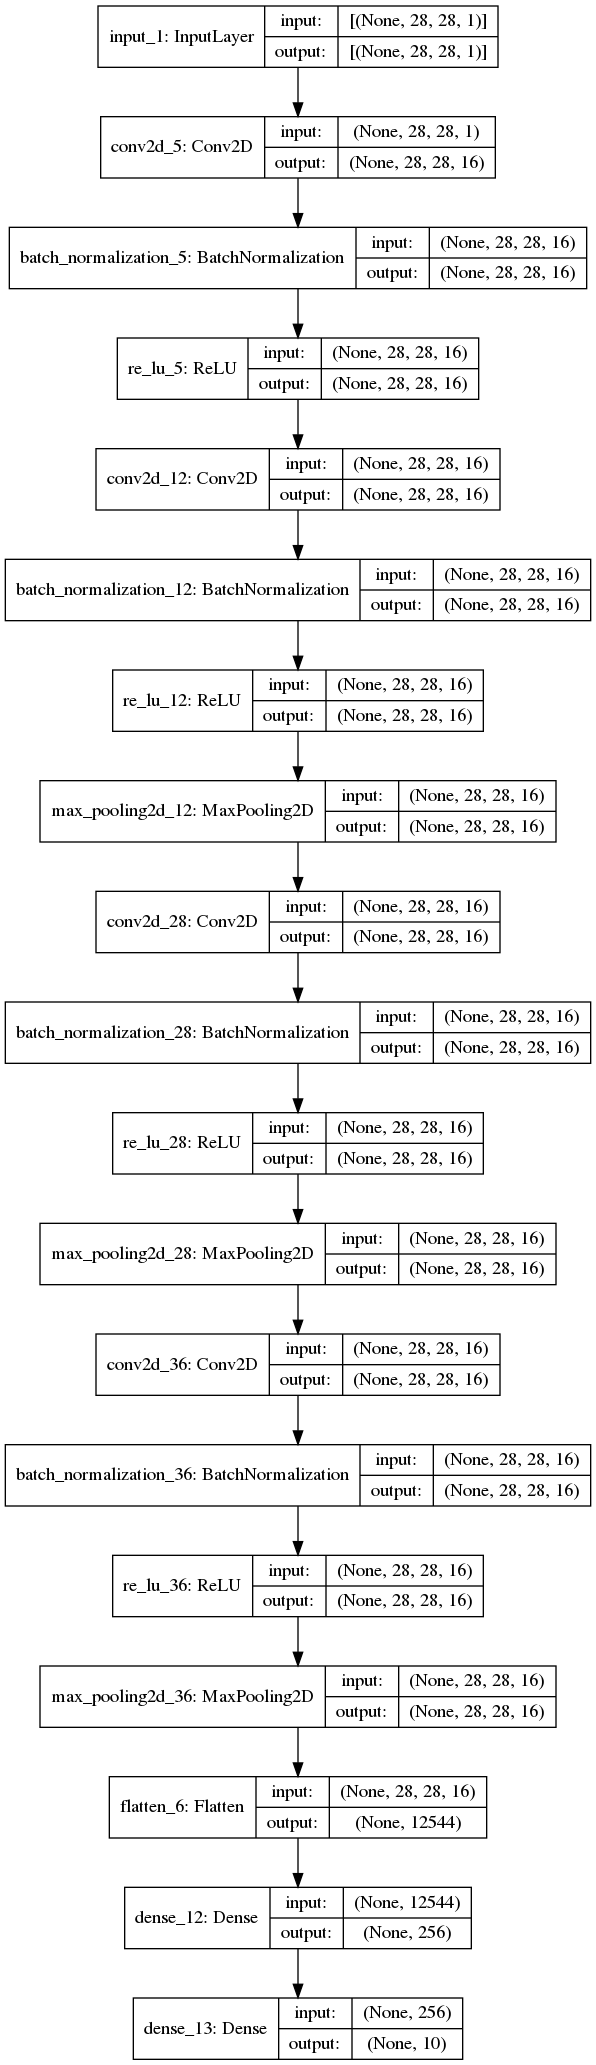 input_1: InputLayer
input: [(None, 28, 28, 1)]
output: [(None, 28, 28, 1)]
conv2d_5: Conv2D
input: (None, 28, 28, 1)
output: (None, 28, 28, 16)
batch_normalization_5: BatchNormalization
input: (None, 28, 28, 16)
output: (None, 28, 28, 16)
re_lu_5: ReLU
input: (None, 28, 28, 16)
output: (None, 28, 28, 16)
conv2d_12: Conv2D
input: (None, 28, 28, 16)
output: (None, 28, 28, 16)
batch_normalization_12: BatchNormalization
input: (None, 28, 28, 16)
output: (None, 28, 28, 16)
re_lu_12: ReLU
input: (None, 28, 28, 16)
output: (None, 28, 28, 16)
max_pooling2d_12: MaxPooling2D
input: (None, 28, 28, 16)
output: (None, 28, 28, 16)
conv2d_28: Conv2D
input: (None, 28, 28, 16)
output: (None, 28, 28, 16)
batch_normalization_28: BatchNormalization
input: (None, 28, 28, 16)
output: (None, 28, 28, 16)
re_lu_28: ReLU
input: (None, 28, 28, 16)
output: (None, 28, 28, 16)
max_pooling2d_28: MaxPooling2D
input: (None, 28, 28, 16)
output: (None, 28, 28, 16)
conv2d_36: Conv2D
input: (None, 28, 28, 16)
output: (None, 28, 28, 16)
batch_normalization_36: BatchNormalization
input: (None, 28, 28, 16)
output: (None, 28, 28, 16)
re_lu_36: ReLU
input: (None, 28, 28, 16)
output: (None, 28, 28, 16)
max_pooling2d_36: MaxPooling2D
input: (None, 28, 28, 16)
output: (None, 28, 28, 16)
flatten_6: Flatten
input: (None, 28, 28, 16)
output: (None, 12544)
dense_12: Dense
input: (None, 12544)
output: (None, 256)
dense_13: Dense
input: (None, 256)
output: (None, 10)